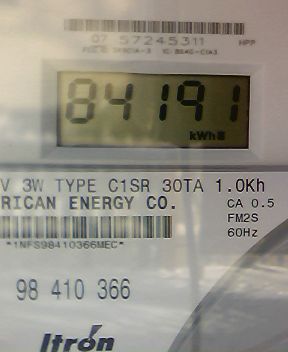 07 57245311 HPP
84191
kWh
V 3W TYPE C1SR 30TA 1.0Kh
RICAN ENERGY CO. CA 0.5
FM2S
*1NFS98410366MEC* 60Hz
98 410 366
Itron